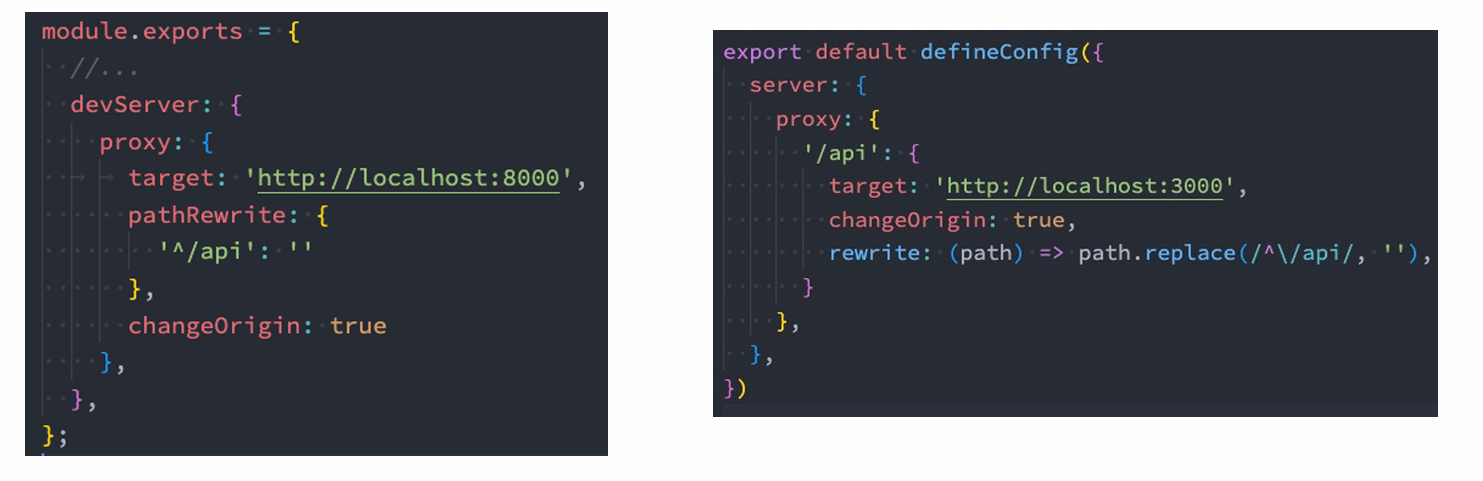 module.exports = {
  //...
  devServer: {
    proxy: {
      target: 'http://localhost:8000',
      pathRewrite: {
        '^/api': ''
      },
      changeOrigin: true
    },
  },
};
export default defineConfig({
  server: {
    proxy: {
      '/api': {
        target: 'http://localhost:3000',
        changeOrigin: true,
        rewrite: (path) => path.replace(/^\/api/, ''),
      }
    },
  },
})